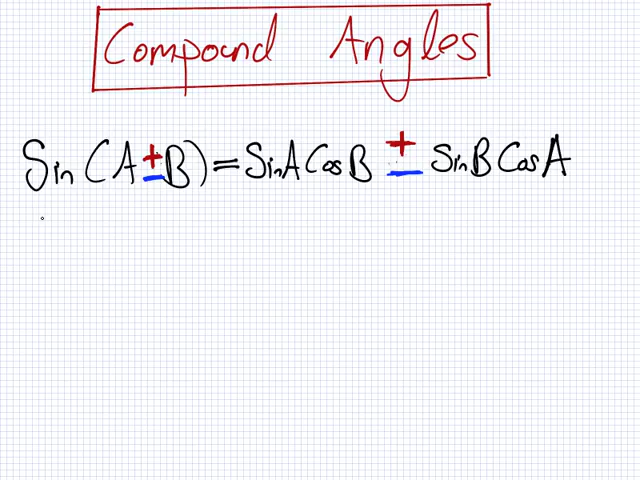 Compound Angles
Sin (A ± B) = SinA CosB ± SinB CosA